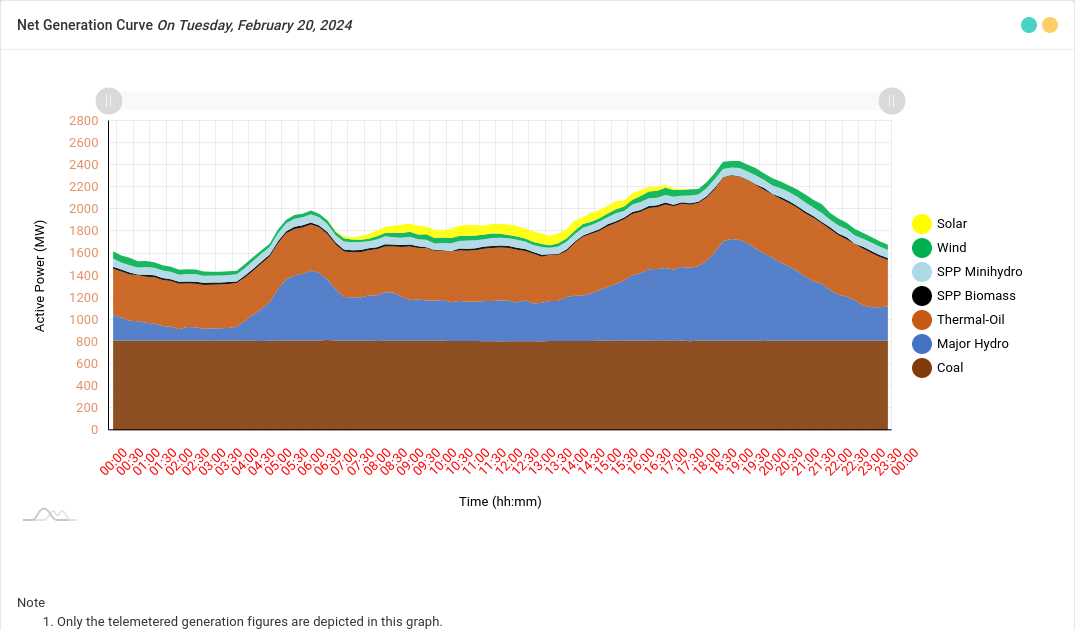 Net Generation Curve On Tuesday, February 20, 2024
2800
2600
2400
2200
2000
1800
1600
1400
1200
1000
800
600
400
200
0
Active Power (MW)
00:00 00:30 01:00 01:30 02:00 02:30 03:00 03:30 04:00 04:30 05:00 05:30 06:00 06:30 07:00 07:30 08:00 08:30 09:00 09:30 10:00 10:30 11:00 11:30 12:00 12:30 13:00 13:30 14:00 14:30 15:00 15:30 16:00 16:30 17:00 17:30 18:00 18:30 19:00 19:30 20:00 20:30 21:00 21:30 22:00 22:30 23:00 23:30 00:00
Time (hh:mm)
Solar
Wind
SPP Minihydro
SPP Biomass
Thermal-Oil
Major Hydro
Coal
Note
1. Only the telemetered generation figures are depicted in this graph.